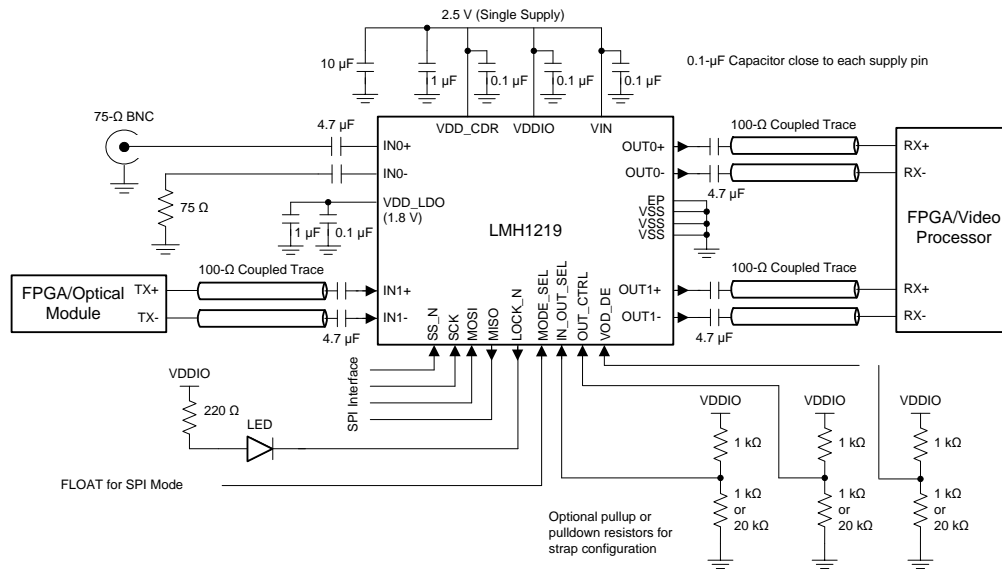 2.5 V (Single Supply)
10 µF
1 µF
0.1 µF
0.1 µF
0.1 µF
0.1-µF Capacitor close to each supply pin
75-Ω BNC
4.7 µF
VDD_CDR
VDDIO
VIN
IN0+
IN0-
VDD_LDO
(1.8 V)
75 Ω
1 µF
0.1 µF
LMH1219
OUT0+
OUT0-
EP
VSS
VSS
VSS
100-Ω Coupled Trace
4.7 µF
RX+
RX-
FPGA/Video
Processor
100-Ω Coupled Trace
FPGA/Optical
Module
TX+
TX-
4.7 µF
IN1+
IN1-
OUT1+
OUT1-
100-Ω Coupled Trace
4.7 µF
RX+
RX-
SS_N
SCK
MOSI
MISO
LOCK_N
MODE_SEL
IN_OUT_SEL
OUT_CTRL
VOD_DE
SPI Interface
VDDIO
220 Ω
LED
FLOAT for SPI Mode
VDDIO
VDDIO
VDDIO
1 kΩ
1 kΩ
1 kΩ
1 kΩ
or
20 kΩ
1 kΩ
or
20 kΩ
1 kΩ
or
20 kΩ
Optional pullup or
pulldown resistors for
strap configuration